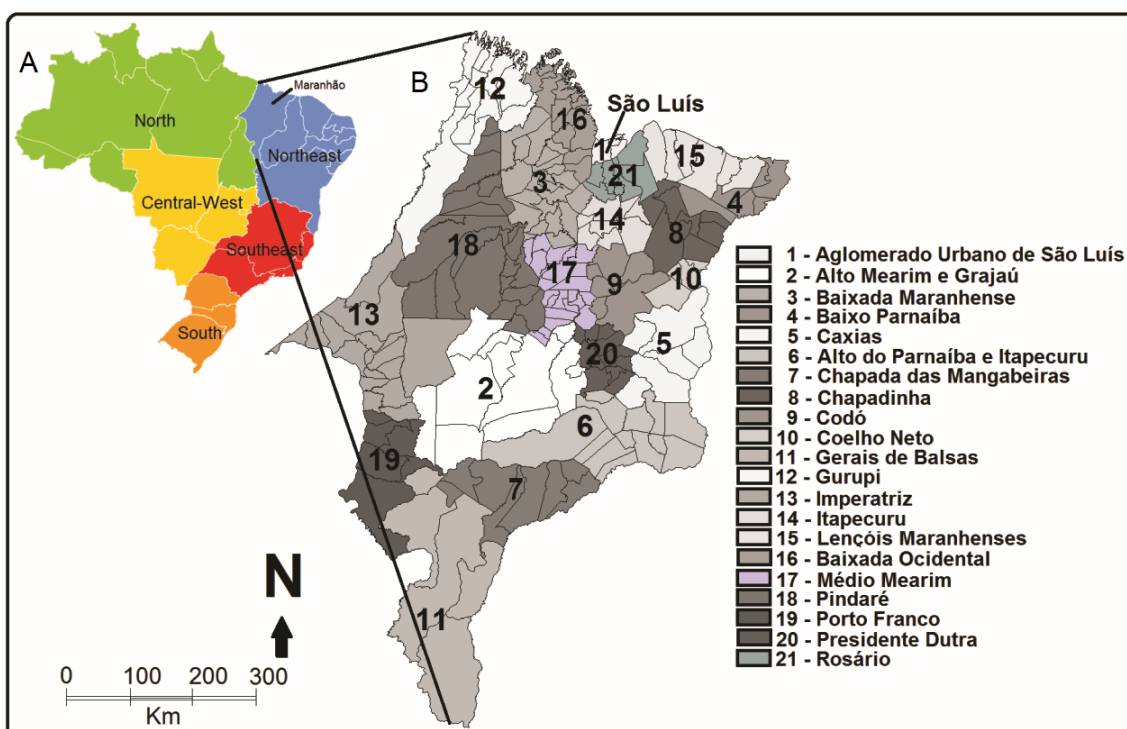 A
Maranhão
North
Northeast
Central-West
Southeast
South
B
São Luís
12
16
1
15
21
3
4
14
8
18
17
10
9
13
5
20
2
6
19
7
11
1 - Aglomerado Urbano de São Luís
2 - Alto Mearim e Grajaú
3 - Baixada Maranhense
4 - Baixo Parnaíba
5 - Caxias
6 - Alto do Parnaíba e Itapecuru
7 - Chapada das Mangabeiras
8 - Chapadinha
9 - Codó
10 - Coelho Neto
11 - Gerais de Balsas
12 - Gurupi
13 - Imperatriz
14 - Itapecuru
15 - Lençóis Maranhenses
16 - Baixada Ocidental
17 - Médio Mearim
18 - Pindaré
19 - Porto Franco
20 - Presidente Dutra
21 - Rosário
N
0 100 200 300
Km